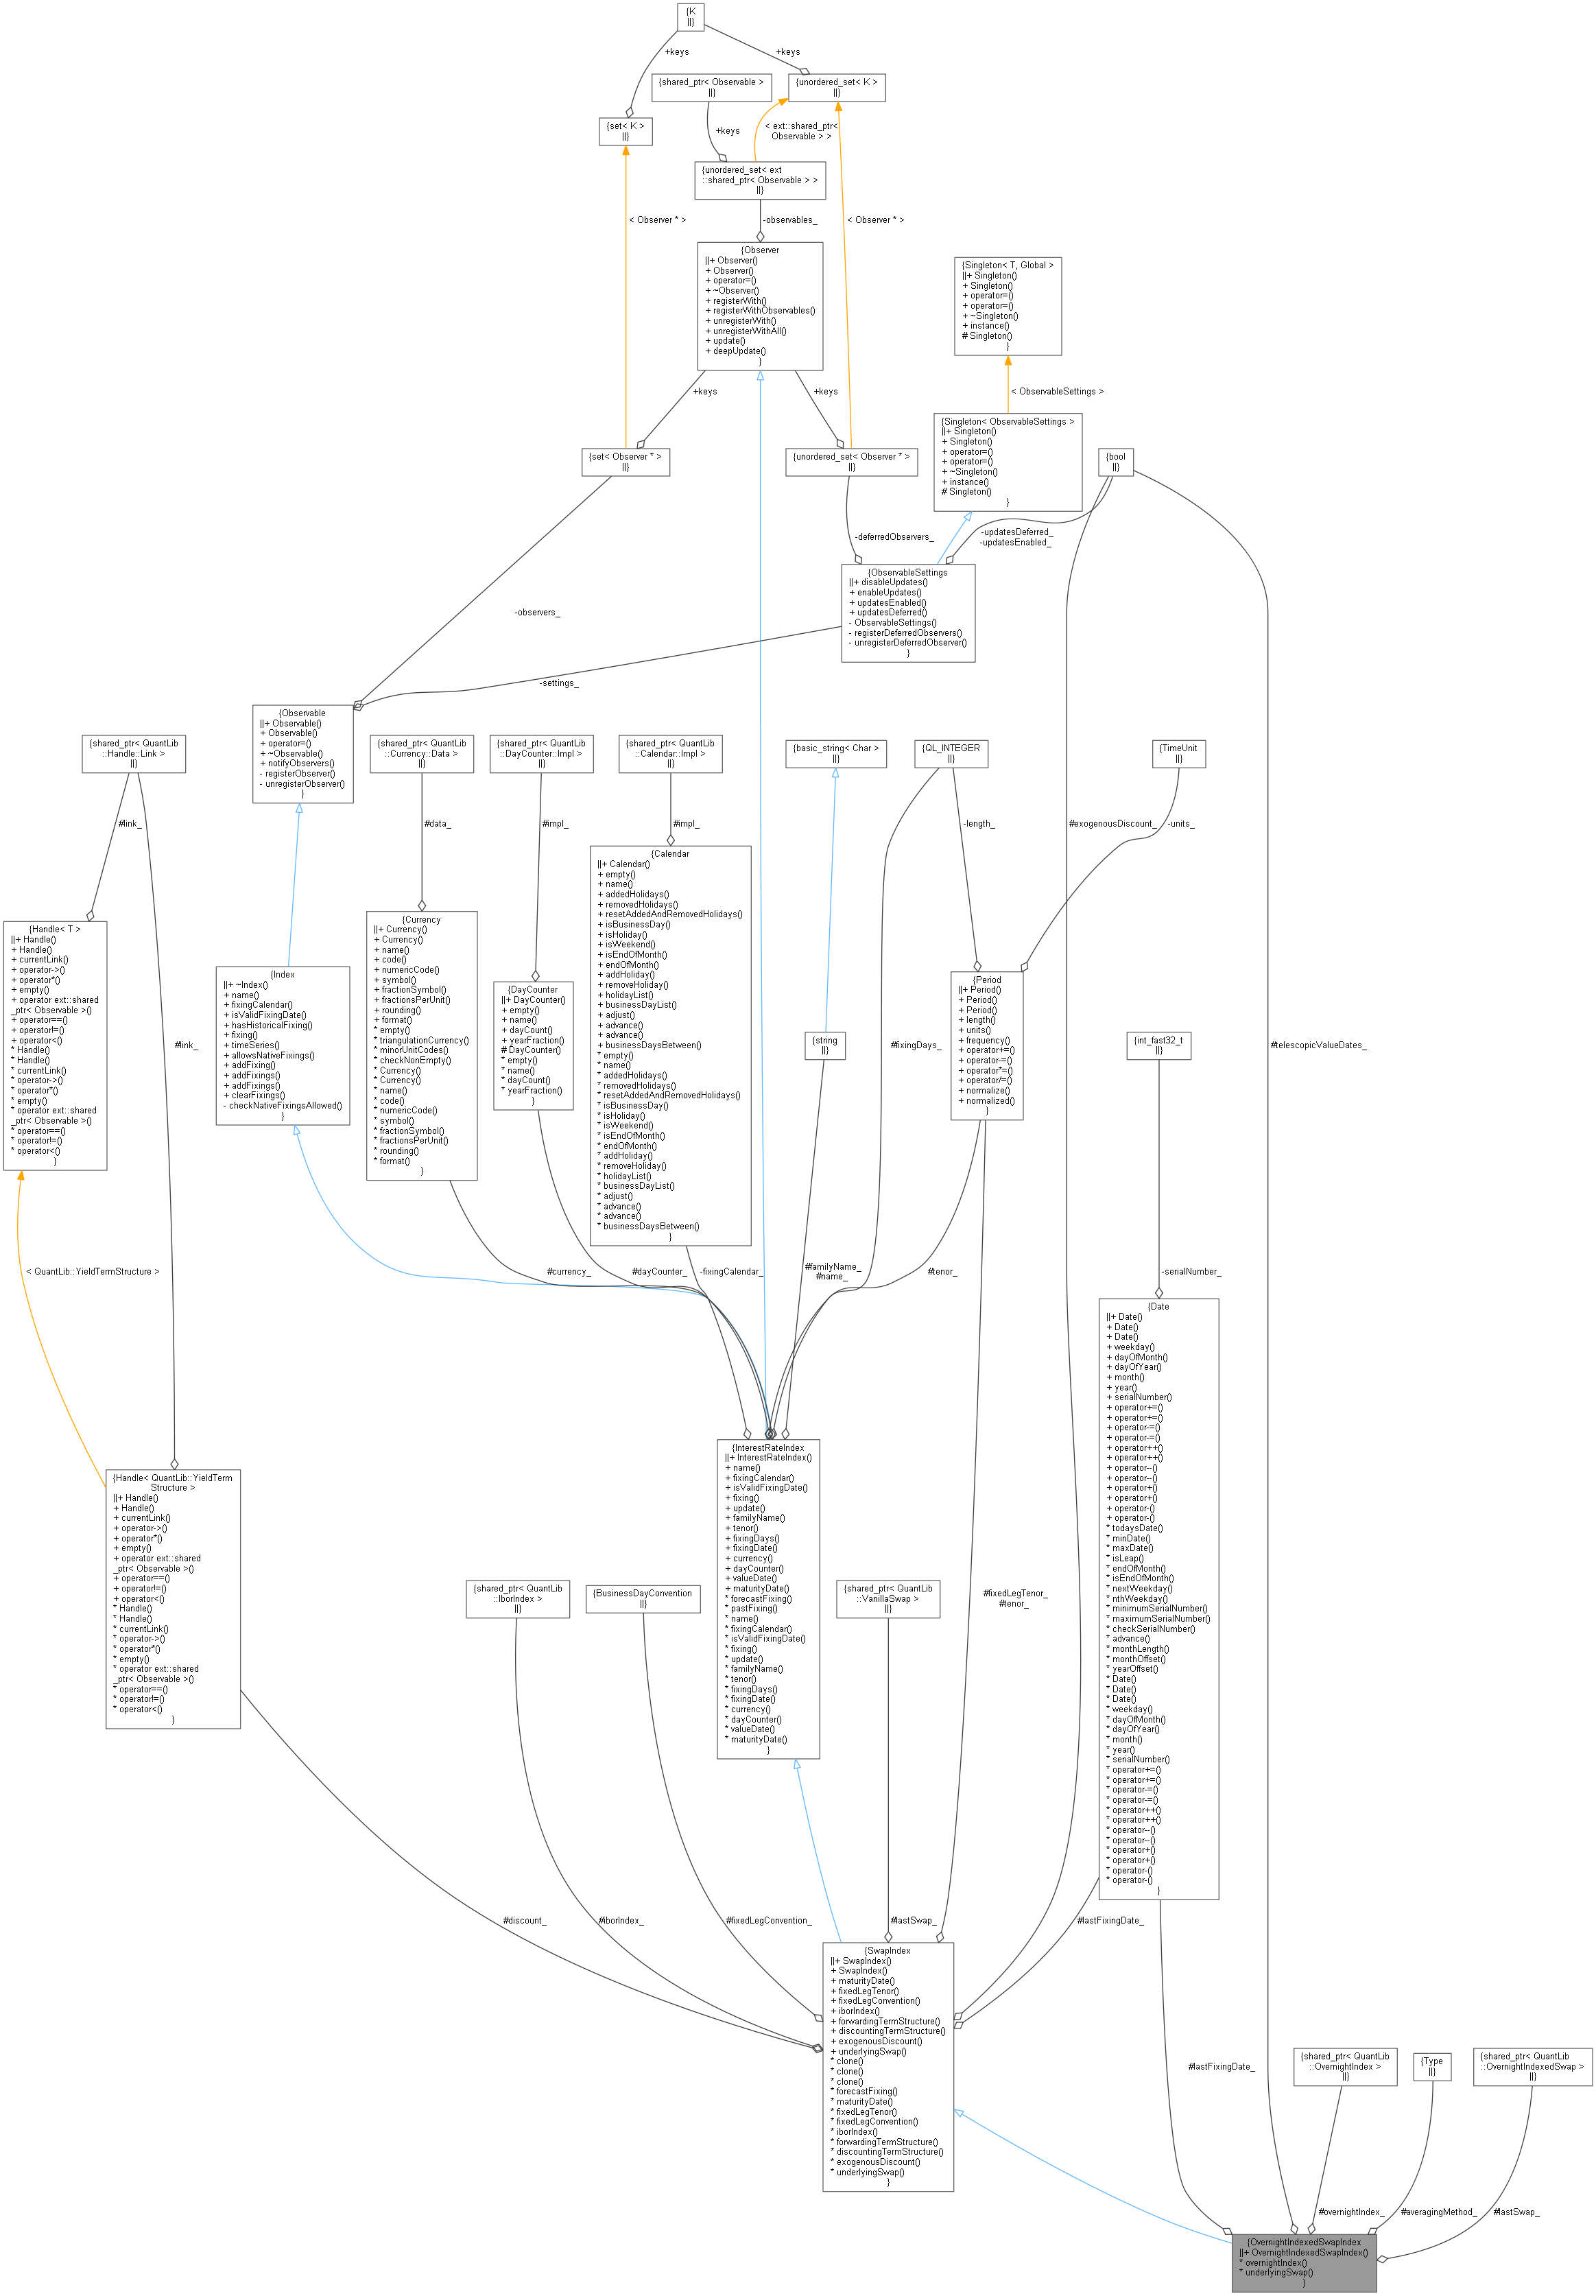 {K
||}
+keys
+keys
{shared_ptr< Observable >
||}
{unordered_set< K >
||}
{set< K >
||}
+keys
< ext::shared_ptr<
Observable > >
{unordered_set< ext
::shared_ptr< Observable > >
||}
< Observer * >
-observables_
< Observer * >
{Observer
||+ Observer()
+ Observer()
+ operator=()
+ ~Observer()
+ registerWith()
+ registerWithObservables()
+ unregisterWith()
+ unregisterWithAll()
+ update()
+ deepUpdate()
}
{Singleton< T, Global >
||+ Singleton()
+ Singleton()
+ operator=()
+ operator=()
+ ~Singleton()
+ instance()
# Singleton()
}
+keys
+keys
< ObservableSettings >
{set< Observer * >
||}
{unordered_set< Observer * >
||}
{Singleton< ObservableSettings >
||+ Singleton()
+ Singleton()
+ operator=()
+ operator=()
+ ~Singleton()
+ instance()
# Singleton()
}
{bool
||}
-deferredObservers_
-updatesDeferred_
-updatesEnabled_
{ObservableSettings
||+ disableUpdates()
+ enableUpdates()
+ updatesEnabled()
+ updatesDeferred()
- ObservableSettings()
- registerDeferredObservers()
- unregisterDeferredObserver()
}
-observers_
-settings_
{Observable
||+ Observable()
+ Observable()
+ operator=()
+ ~Observable()
+ notifyObservers()
- registerObserver()
- unregisterObserver()
}
{shared_ptr< QuantLib
::Handle::Link >
||}
{shared_ptr< QuantLib
::Currency::Data >
||}
{shared_ptr< QuantLib
::DayCounter::Impl >
||}
{shared_ptr< QuantLib
::Calendar::Impl >
||}
{basic_string< Char >
||}
{QL_INTEGER
||}
{TimeUnit
||}
#link_
#data_
#impl_
#impl_
-length_
#exogenousDiscount_
-units_
{Handle< T >
||+ Handle()
+ Handle()
+ currentLink()
+ operator->()
+ operator*()
+ empty()
+ operator ext::shared
_ptr< Observable >()
+ operator==()
+ operator!=()
+ operator<()
* Handle()
* Handle()
* currentLink()
* operator->()
* operator*()
* empty()
* operator ext::shared
_ptr< Observable >()
* operator==()
* operator!=()
* operator<()
}
#link_
{Index
||+ ~Index()
+ name()
+ fixingCalendar()
+ isValidFixingDate()
+ hasHistoricalFixing()
+ fixing()
+ timeSeries()
+ allowsNativeFixings()
+ addFixing()
+ addFixings()
+ addFixings()
+ clearFixings()
- checkNativeFixingsAllowed()
}
{Currency
||+ Currency()
+ Currency()
+ name()
+ code()
+ numericCode()
+ symbol()
+ fractionSymbol()
+ fractionsPerUnit()
+ rounding()
+ format()
* empty()
* triangulationCurrency()
* minorUnitCodes()
* checkNonEmpty()
* Currency()
* Currency()
* name()
* code()
* numericCode()
* symbol()
* fractionSymbol()
* fractionsPerUnit()
* rounding()
* format()
}
{DayCounter
||+ DayCounter()
+ empty()
+ name()
+ dayCount()
+ yearFraction()
# DayCounter()
* empty()
* name()
* dayCount()
* yearFraction()
}
{Calendar
||+ Calendar()
+ empty()
+ name()
+ addedHolidays()
+ removedHolidays()
+ resetAddedAndRemovedHolidays()
+ isBusinessDay()
+ isHoliday()
+ isWeekend()
+ isEndOfMonth()
+ endOfMonth()
+ addHoliday()
+ removeHoliday()
+ holidayList()
+ businessDayList()
+ adjust()
+ advance()
+ advance()
+ businessDaysBetween()
* empty()
* name()
* addedHolidays()
* removedHolidays()
* resetAddedAndRemovedHolidays()
* isBusinessDay()
* isHoliday()
* isWeekend()
* isEndOfMonth()
* endOfMonth()
* addHoliday()
* removeHoliday()
* holidayList()
* businessDayList()
* adjust()
* advance()
* advance()
* businessDaysBetween()
}
{string
||}
#fixingDays_
{Period
||+ Period()
+ Period()
+ Period()
+ length()
+ units()
+ frequency()
+ operator+=()
+ operator-=()
+ operator*=()
+ operator/=()
+ normalize()
+ normalized()
}
{int_fast32_t
||}
#telescopicValueDates_
< QuantLib::YieldTermStructure >
#currency_
#dayCounter_
-fixingCalendar_
#familyName_
#name_
#tenor_
-serialNumber_
{Date
||+ Date()
+ Date()
+ Date()
+ weekday()
+ dayOfMonth()
+ dayOfYear()
+ month()
+ year()
+ serialNumber()
+ operator+=()
+ operator+=()
+ operator-=()
+ operator-=()
+ operator++()
+ operator++()
+ operator--()
+ operator--()
+ operator+()
+ operator+()
+ operator-()
+ operator-()
* todaysDate()
* minDate()
* maxDate()
* isLeap()
* endOfMonth()
* isEndOfMonth()
* nextWeekday()
* nthWeekday()
* minimumSerialNumber()
* maximumSerialNumber()
* checkSerialNumber()
* advance()
* monthLength()
* monthOffset()
* yearOffset()
* Date()
* Date()
* Date()
* weekday()
* dayOfMonth()
* dayOfYear()
* month()
* year()
* serialNumber()
* operator+=()
* operator+=()
* operator-=()
* operator-=()
* operator++()
* operator++()
* operator--()
* operator--()
* operator+()
* operator+()
* operator-()
* operator-()
}
{Handle< QuantLib::YieldTerm
Structure >
||+ Handle()
+ Handle()
+ currentLink()
+ operator->()
+ operator*()
+ empty()
+ operator ext::shared
_ptr< Observable >()
+ operator==()
+ operator!=()
+ operator<()
* Handle()
* Handle()
* currentLink()
* operator->()
* operator*()
* empty()
* operator ext::shared
_ptr< Observable >()
* operator==()
* operator!=()
* operator<()
}
{InterestRateIndex
||+ InterestRateIndex()
+ name()
+ fixingCalendar()
+ isValidFixingDate()
+ fixing()
+ update()
+ familyName()
+ tenor()
+ fixingDays()
+ fixingDate()
+ currency()
+ dayCounter()
+ valueDate()
+ maturityDate()
* forecastFixing()
* pastFixing()
* name()
* fixingCalendar()
* isValidFixingDate()
* fixing()
* update()
* familyName()
* tenor()
* fixingDays()
* fixingDate()
* currency()
* dayCounter()
* valueDate()
* maturityDate()
}
{shared_ptr< QuantLib
::IborIndex >
||}
{BusinessDayConvention
||}
{shared_ptr< QuantLib
::VanillaSwap >
||}
#fixedLegTenor_
#tenor_
#discount_
#iborIndex_
#fixedLegConvention_
#lastSwap_
#lastFixingDate_
{SwapIndex
||+ SwapIndex()
+ SwapIndex()
+ maturityDate()
+ fixedLegTenor()
+ fixedLegConvention()
+ iborIndex()
+ forwardingTermStructure()
+ discountingTermStructure()
+ exogenousDiscount()
+ underlyingSwap()
* clone()
* clone()
* clone()
* forecastFixing()
* maturityDate()
* fixedLegTenor()
* fixedLegConvention()
* iborIndex()
* forwardingTermStructure()
* discountingTermStructure()
* exogenousDiscount()
* underlyingSwap()
}
#lastFixingDate_
{shared_ptr< QuantLib
::OvernightIndex >
||}
{Type
||}
{shared_ptr< QuantLib
::OvernightIndexedSwap >
||}
#overnightIndex_
#averagingMethod_
#lastSwap_
{OvernightIndexedSwapIndex
||+ OvernightIndexedSwapIndex()
* overnightIndex()
* underlyingSwap()
}